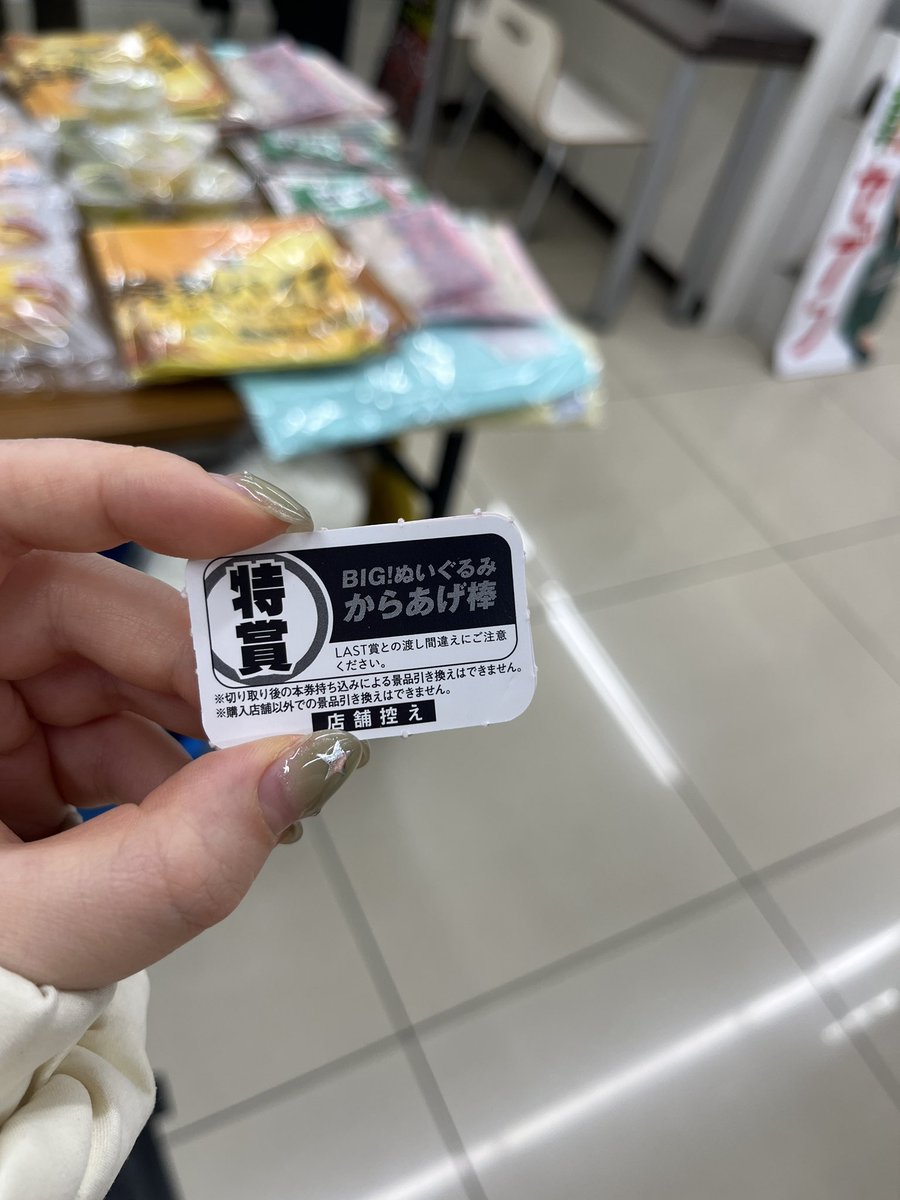 特賞
BIG!ぬいぐるみ
からあげ棒
LAST賞との渡し間違えにご注意
ください。
※切り取り後の本券持ち込みによる景品引き換えはできません。
※購入店舗以外での景品引き換えはできません。
店舗控え